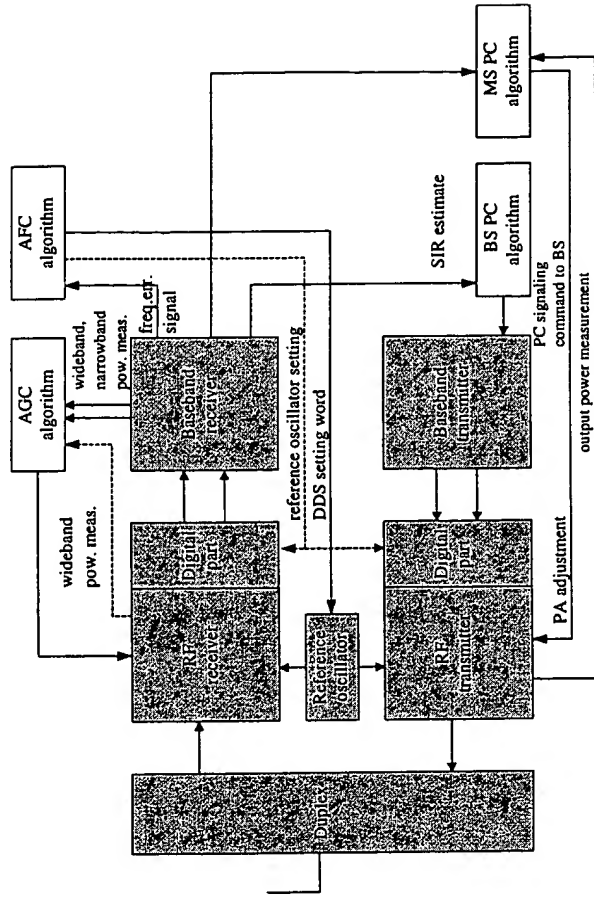 AGC
algorithm
AFC
algorithm
wideband
pow. meas.
wideband,
narrowband
pow. meas.
freq.err.
signal
RF
receiver
Digital
part
Baseband
receiver
reference oscillator setting
DDS setting word
Duplex
Reference
oscillator
SIR estimate
MS PC
algorithm
BS PC
algorithm
RF
transmitter
Digital
part
Baseband
transmitter
PC signaling
command to BS
PA adjustment
output power measurement